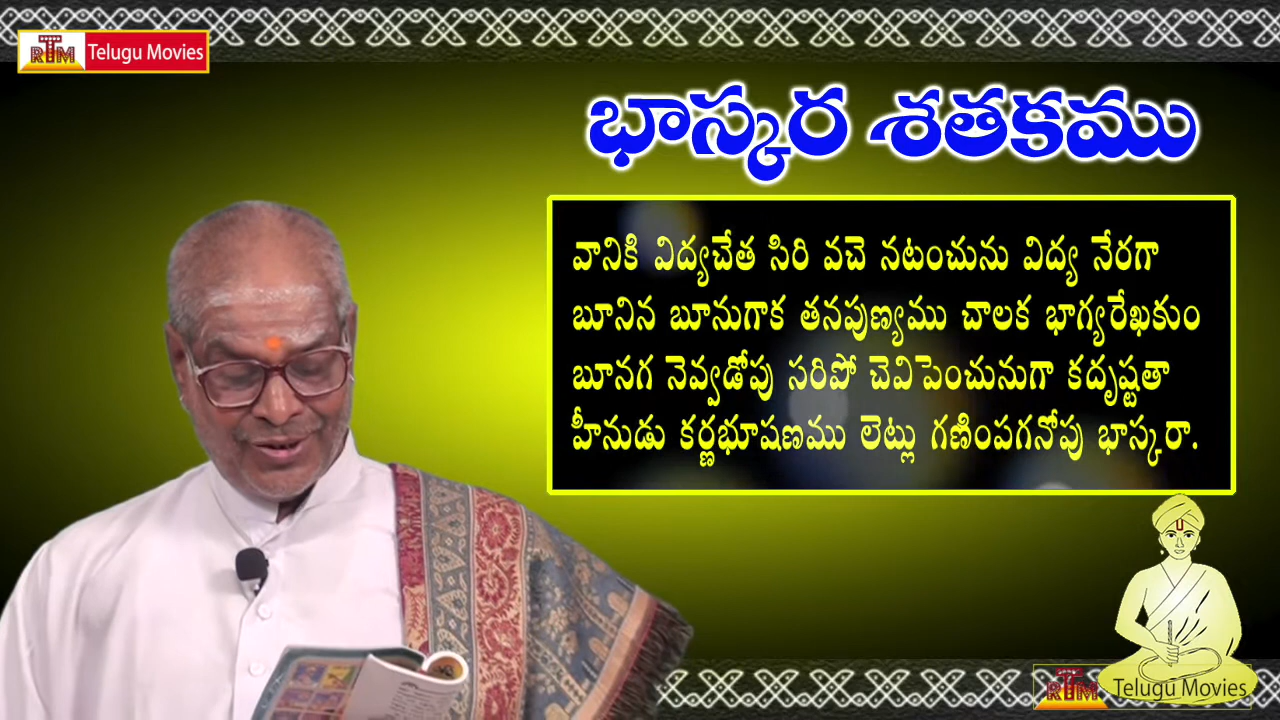 RTM Telugu Movies
భాస్కర శతకము
వానికి విద్యచేత సిరి వచె నటంచును విద్య నేరగా
బూనిన బూనుగాక తనపుణ్యము చాలక భాగ్యరేఖకుం
బూనగ నెవ్వడోపు సరిపో చెవిపెంచునుగా కదృష్టతా
హీనుడు కర్ణభూషణము లెట్లు గణింపగనోపు భాస్కరా.
RTM Telugu Movies